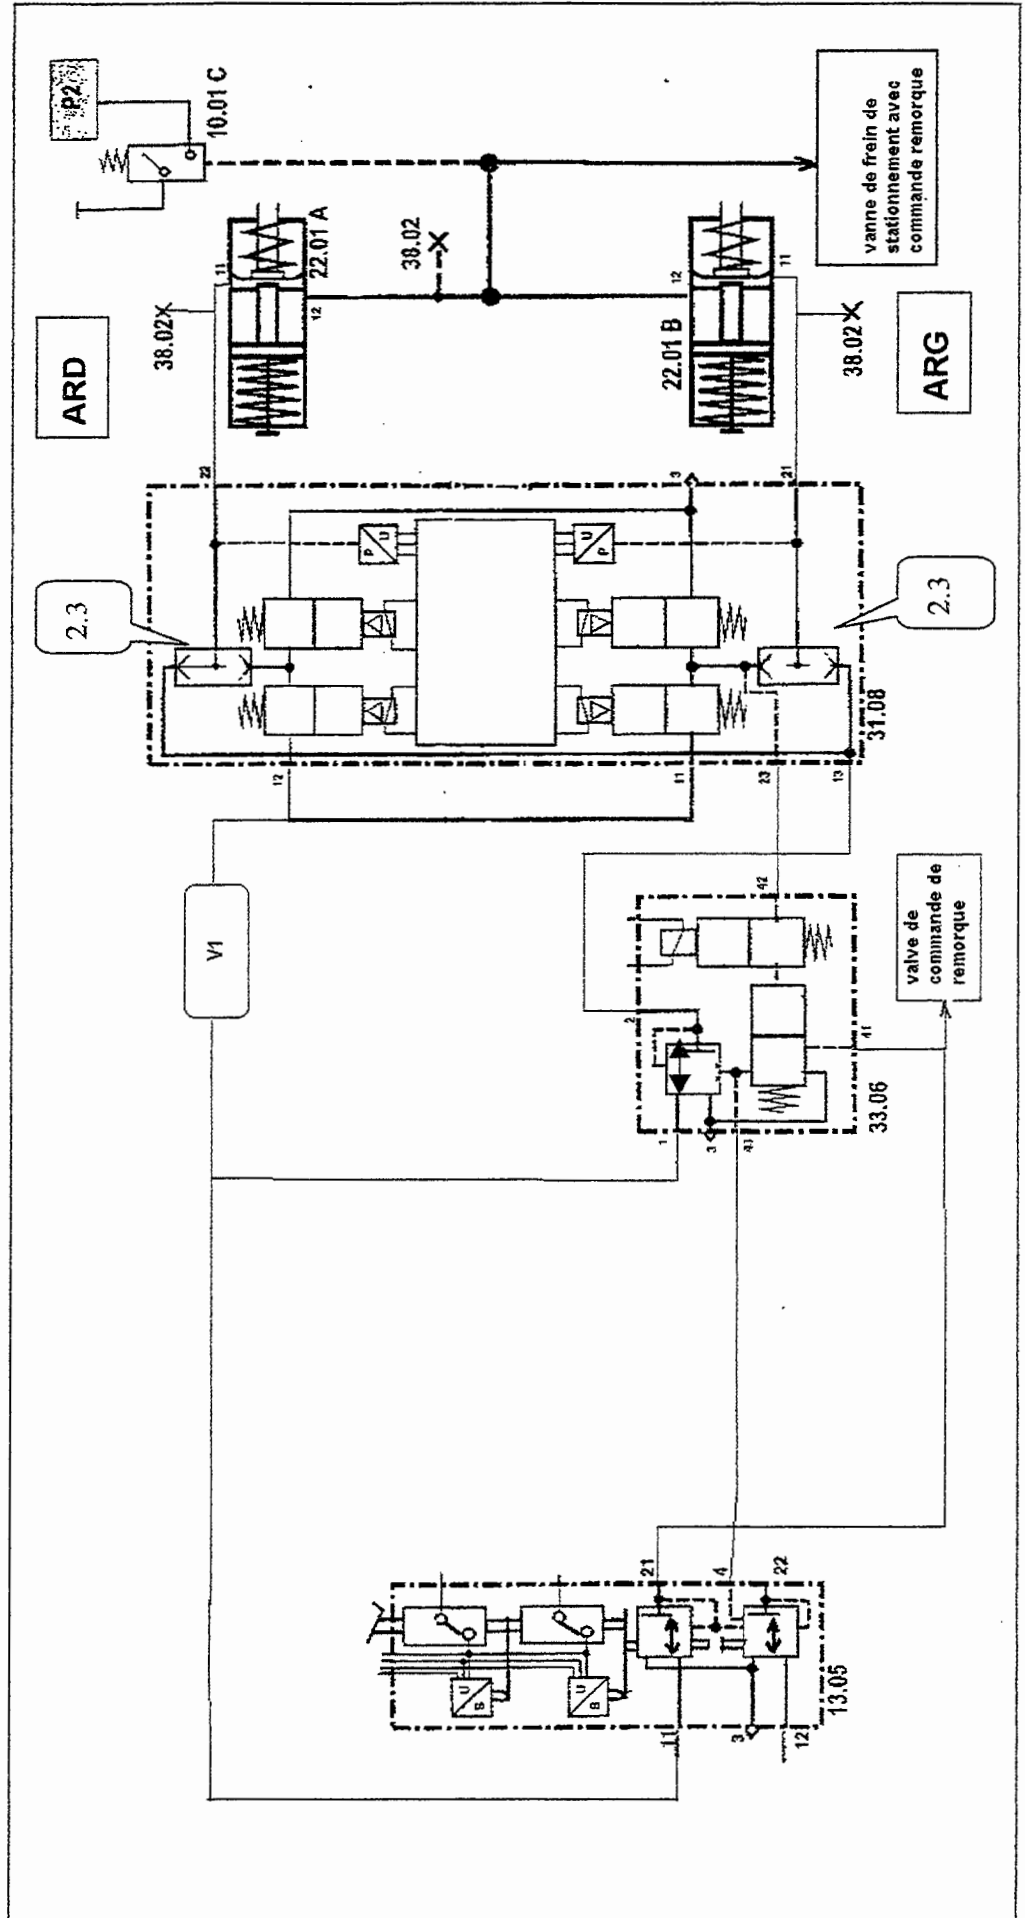 V1
2.3
ARD
P2
10.01 C
38.02
22
11
22.01 A
12
38.02
12
P
U
U
P
3
22.01 B
12
11
38.02
vanne de frein de
stationnement avec
commande remorque
ARG
21
2.3
12
11
23
13
31.08
42
2
1
3
43
41
33.06
valve de
commande de
remorque
U
S
U
S
21
4
22
11
3
12
13.05